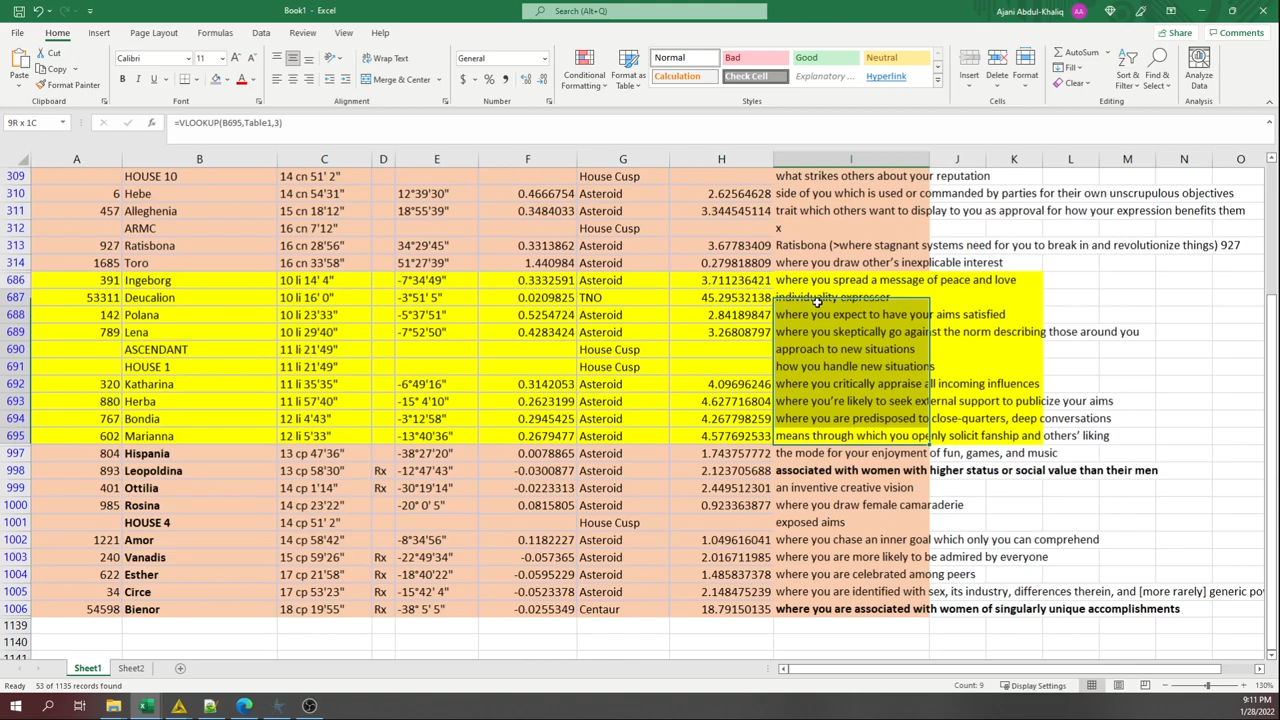 Book1 - Excel
Search (Alt+Q)
Ajani Abdul-Khaliq AA
File Home Insert Page Layout Formulas Data Review View Help Share Comments
Paste Cut Copy Format Painter Clipboard
Calibri 11 B I U Font
Wrap Text Merge & Center Alignment
General $ % Number
Conditional Formatting Format as Table
Normal Bad Good Neutral
Calculation Check Cell Explanatory ... Hyperlink
Styles
Insert Delete Format Cells
AutoSum Fill Clear Sort & Filter Find & Select Editing
Analyze Data Analysis
9R x 1C fx =VLOOKUP(B695,Table1,3)
A B C D E F G H I J K L M N O
309 HOUSE 10 14 cn 51' 2" House Cusp what strikes others about your reputation
310 6 Hebe 14 cn 54'31" 12°39'30" 0.4666754 Asteroid 2.62564628 side of you which is used or commanded by parties for their own unscrupulous objectives
311 457 Alleghenia 15 cn 18'12" 18°55'39" 0.3484033 Asteroid 3.344545114 trait which others want to display to you as approval for how your expression benefits them
312 ARMC 16 cn 7'12" House Cusp x
313 927 Ratisbona 16 cn 28'56" 34°29'45" 0.3313862 Asteroid 3.67783409 Ratisbona (>where stagnant systems need for you to break in and revolutionize things) 927
314 1685 Toro 16 cn 33'58" 51°27'39" 1.440984 Asteroid 0.279818809 where you draw other's inexplicable interest
686 391 Ingeborg 10 li 14' 4" -7°34'49" 0.3332591 Asteroid 3.711236421 where you spread a message of peace and love
687 53311 Deucalion 10 li 16' 0" -3°51' 5" 0.0209825 TNO 45.29532138 individuality expresser
688 142 Polana 10 li 29' 0" -5°37'51" 0.5254724 Asteroid 2.84189847 where you expect to have your aims satisfied
689 789 Lena 10 li 29'40" -7°52'50" 0.4283424 Asteroid 3.26808797 where you skeptically go against the norm describing those around you
690 ASCENDANT 11 li 21'49" House Cusp approach to new situations
691 HOUSE 1 11 li 21'49" House Cusp how you handle new situations
692 320 Katharina 11 li 35'35" -6°49'16" 0.3142053 Asteroid 4.09696246 where you critically appraise all incoming influences
693 880 Herba 11 li 57'40" -15° 4'10" 0.2623199 Asteroid 4.627716804 where you're likely to seek external support to publicize your aims
694 767 Bondia 12 li 4'43" -3°12'58" 0.2945425 Asteroid 4.267798259 where you are predisposed to close-quarters, deep conversations
695 602 Marianna 12 li 5'33" -13°40'36" 0.2679477 Asteroid 4.577692533 means through which you openly solicit fanship and others' liking
997 804 Hispania 13 cp 47'36" -38°27'20" 0.0078865 Asteroid 1.743757772 the mode for your enjoyment of fun, games, and music
998 893 Leopoldina 13 cp 58'30" Rx -12°47'43" -0.0300877 Asteroid 2.123705688 associated with women with higher status or social value than their men
999 401 Ottilia 14 cp 1'14" Rx -30°19'14" -0.0223313 Asteroid 2.449512301 an inventive creative vision
1000 985 Rosina 14 cp 23'22" -20° 0' 5" 0.0815805 Asteroid 0.923363877 where you draw female camaraderie
1001 HOUSE 4 14 cp 51' 2" House Cusp exposed aims
1002 1221 Amor 14 cp 58'42" -8°34'56" 0.1182227 Asteroid 1.049616041 where you chase an inner goal which only you can comprehend
1003 240 Vanadis 15 cp 59'26" Rx -22°49'34" -0.057365 Asteroid 2.016711985 where you are more likely to be admired by everyone
1004 622 Esther 17 cp 21'58" Rx -18°40'22" -0.0595229 Asteroid 1.485837378 where you are celebrated among peers
1005 34 Circe 17 cp 53'23" Rx -15°42' 4" -0.0523378 Asteroid 2.148475239 where you are identified with sex, its industry, differences therein, and [more rarely] generic po
1006 54598 Bienor 18 cp 19'55" Rx -38° 5' 5" -0.0255349 Centaur 18.79150135 where you are associated with women of singularly unique accomplishments
1139
1140
1141
Sheet1 Sheet2
Ready 53 of 1135 records found Count: 9 Display Settings 130%
9:11 PM
1/28/2022